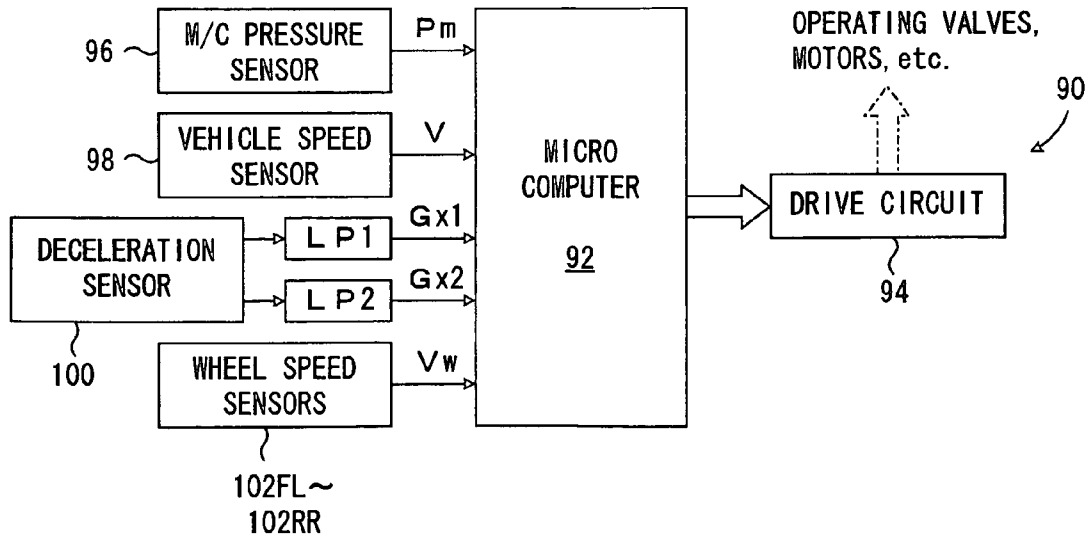 96
M/C PRESSURE
SENSOR
Pm
98
VEHICLE SPEED
SENSOR
V
DECELERATION
SENSOR
100
LP1
Gx1
LP2
Gx2
WHEEL SPEED
SENSORS
Vw
102FL~
102RR
MICRO
COMPUTER
92
OPERATING VALVES,
MOTORS, etc.
90
DRIVE CIRCUIT
94